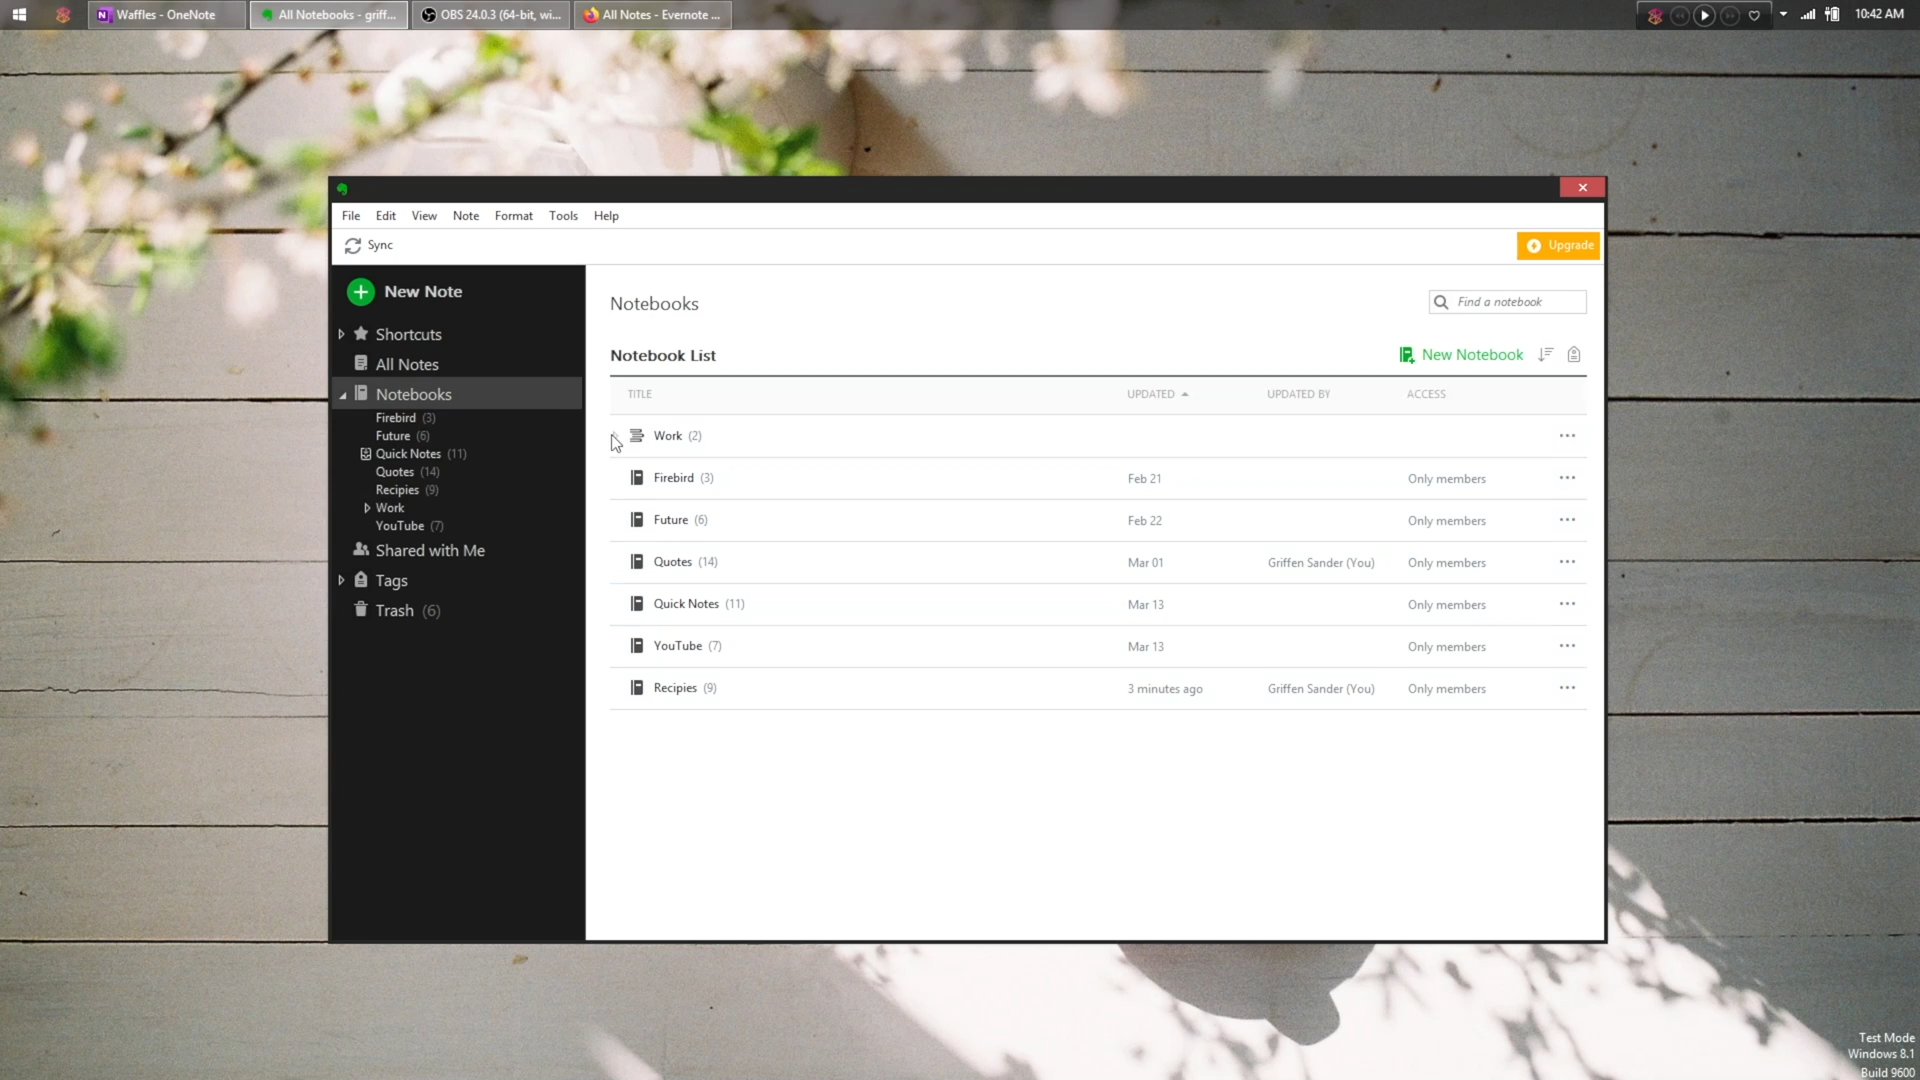 Waffles - OneNote
All Notebooks - griff...
OBS 24.0.3 (64-bit, wi...
All Notes - Evernote ...
10:42 AM
File Edit View Note Format Tools Help
Sync
Upgrade
New Note
Shortcuts
All Notes
Notebooks
Firebird (3)
Future (6)
Quick Notes (11)
Quotes (14)
Recipies (9)
Work
YouTube (7)
Shared with Me
Tags
Trash (6)
Notebooks
Find a notebook
Notebook List
New Notebook
TITLE UPDATED UPDATED BY ACCESS
Work (2)
Firebird (3) Feb 21 Only members
Future (6) Feb 22 Only members
Quotes (14) Mar 01 Griffen Sander (You) Only members
Quick Notes (11) Mar 13 Only members
YouTube (7) Mar 13 Only members
Recipies (9) 3 minutes ago Griffen Sander (You) Only members
Test Mode
Windows 8.1
Build 9600